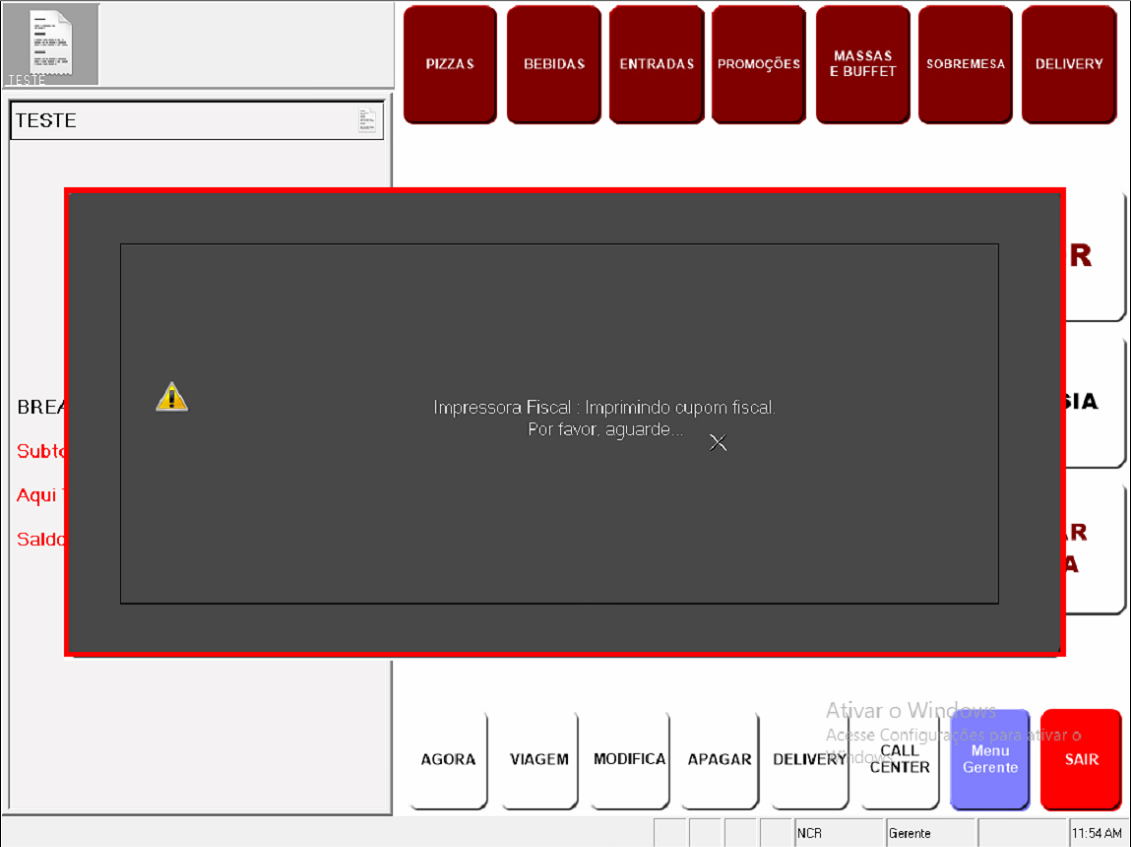 TESTE
PIZZAS
BEBIDAS
ENTRADAS
PROMOÇÕES
MASSAS
E BUFFET
SOBREMESA
DELIVERY
TESTE
R
Impressora Fiscal : Imprimindo cupom fiscal.
Por favor, aguarde...
BREA
SIA
Subto
Aqui
Saldo
AR
A
Ativar o Windows
Acesse Configurações para ativar o
Windows.
AGORA
VIAGEM
MODIFICA
APAGAR
DELIVERY
CALL
CENTER
Menu
Gerente
SAIR
NCR
Gerente
11:54 AM